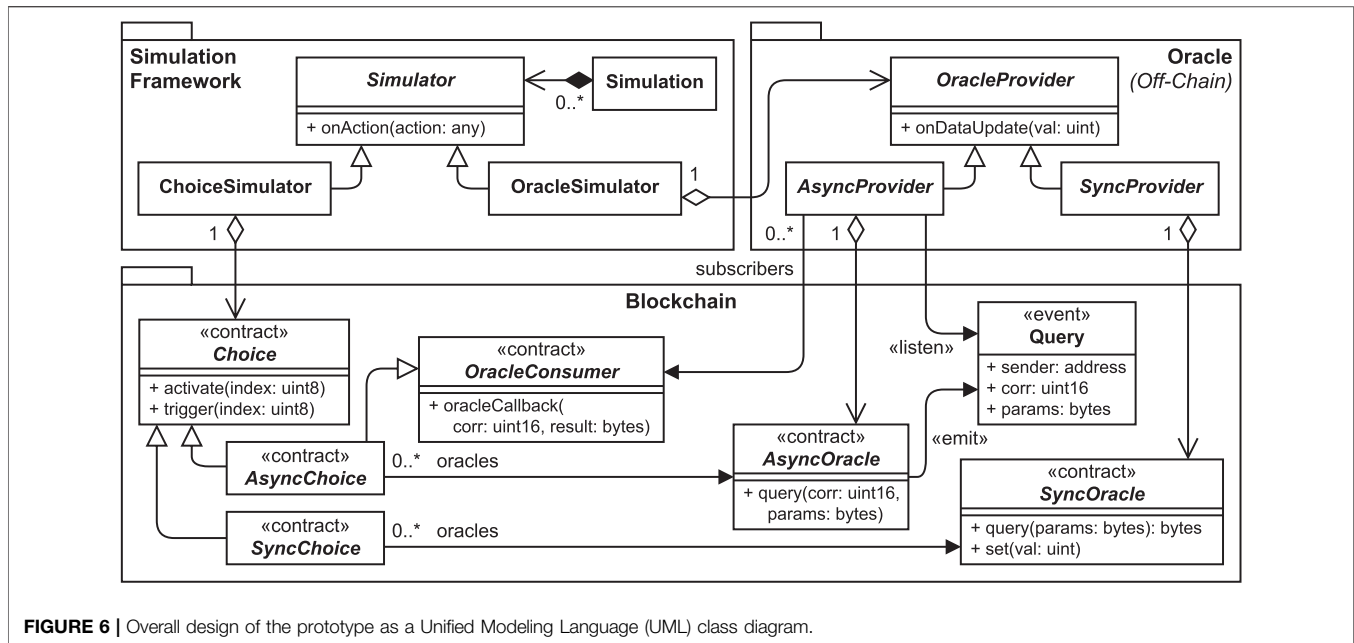 Simulation
Framework
Simulator
+ onAction(action: any)
0..*
Simulation
ChoiceSimulator
OracleSimulator
1
1
Oracle
(Off-Chain)
OracleProvider
+ onDataUpdate(val: uint)
AsyncProvider
SyncProvider
0..*
1
1
subscribers
Blockchain
«contract»
Choice
+ activate(index: uint8)
+ trigger(index: uint8)
«contract»
OracleConsumer
+ oracleCallback(
corr: uint16, result: bytes)
«listen»
«event»
Query
+ sender: address
+ corr: uint16
+ params: bytes
«emit»
«contract»
AsyncChoice
0..* oracles
«contract»
AsyncOracle
+ query(corr: uint16,
params: bytes)
«contract»
SyncChoice
0..* oracles
«contract»
SyncOracle
+ query(params: bytes): bytes
+ set(val: uint)
FIGURE 6 | Overall design of the prototype as a Unified Modeling Language (UML) class diagram.